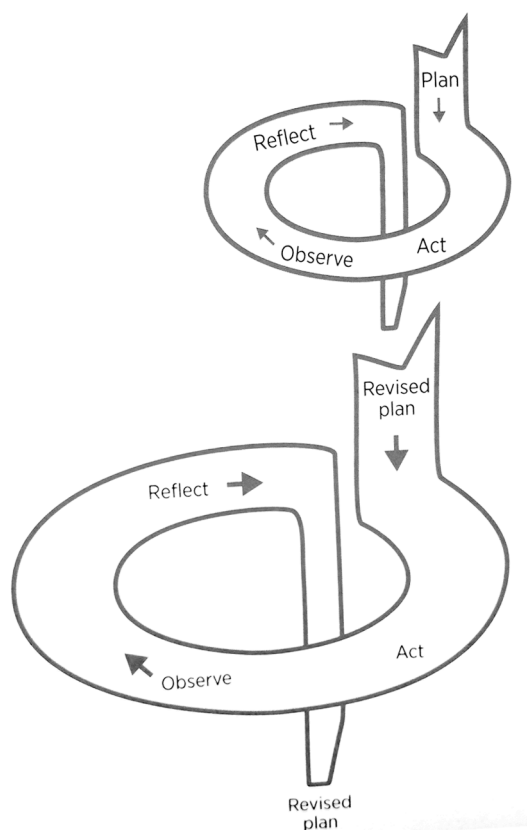 Plan
Reflect
Observe
Act
Revised
plan
Reflect
Observe
Act
Revised
plan